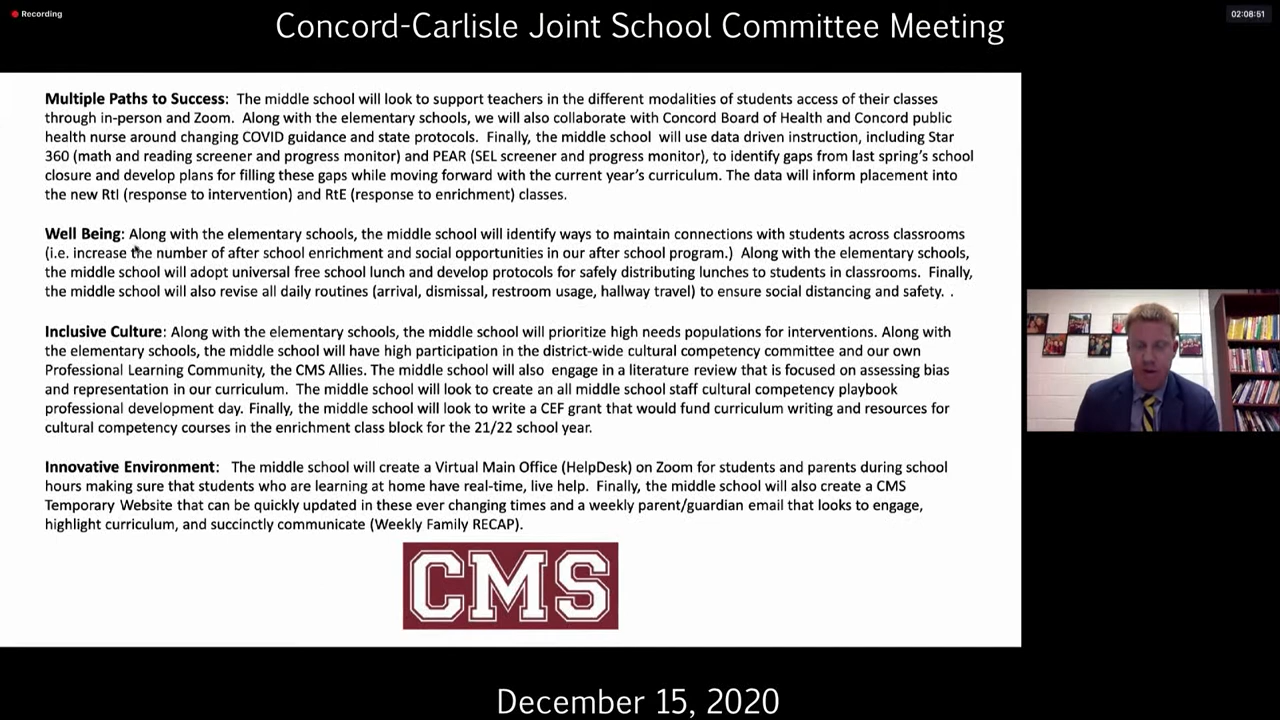 Recording
Concord-Carlisle Joint School Committee Meeting
02:08:51
Multiple Paths to Success: The middle school will look to support teachers in the different modalities of students access of their classes
through in-person and Zoom. Along with the elementary schools, we will also collaborate with Concord Board of Health and Concord public
health nurse around changing COVID guidance and state protocols. Finally, the middle school will use data driven instruction, including Star
360 (math and reading screener and progress monitor) and PEAR (SEL screener and progress monitor), to identify gaps from last spring's school
closure and develop plans for filling these gaps while moving forward with the current year's curriculum. The data will inform placement into
the new RtI (response to intervention) and RtE (response to enrichment) classes.
Well Being: Along with the elementary schools, the middle school will identify ways to maintain connections with students across classrooms
(i.e. increase the number of after school enrichment and social opportunities in our after school program.) Along with the elementary schools,
the middle school will adopt universal free school lunch and develop protocols for safely distributing lunches to students in classrooms. Finally,
the middle school will also revise all daily routines (arrival, dismissal, restroom usage, hallway travel) to ensure social distancing and safety. .
Inclusive Culture: Along with the elementary schools, the middle school will prioritize high needs populations for interventions. Along with
the elementary schools, the middle school will have high participation in the district-wide cultural competency committee and our own
Professional Learning Community, the CMS Allies. The middle school will also engage in a literature review that is focused on assessing bias
and representation in our curriculum. The middle school will look to create an all middle school staff cultural competency playbook
professional development day. Finally, the middle school will look to write a CEF grant that would fund curriculum writing and resources for
cultural competency courses in the enrichment class block for the 21/22 school year.
Innovative Environment: The middle school will create a Virtual Main Office (HelpDesk) on Zoom for students and parents during school
hours making sure that students who are learning at home have real-time, live help. Finally, the middle school will also create a CMS
Temporary Website that can be quickly updated in these ever changing times and a weekly parent/guardian email that looks to engage,
highlight curriculum, and succinctly communicate (Weekly Family RECAP).
CMS
December 15, 2020